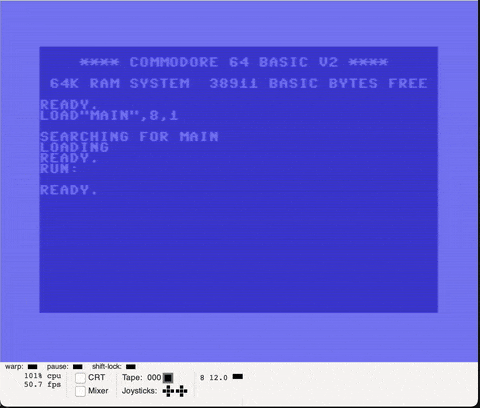 **** COMMODORE 64 BASIC V2 ****
64K RAM SYSTEM  38911 BASIC BYTES FREE
READY.
LOAD"MAIN",8,1
SEARCHING FOR MAIN
LOADING
READY.
RUN:
READY.
warp: pause: shift-lock:
101% cpu
50.7 fps
CRT
Mixer
Tape: 000
Joysticks:
8 12.0